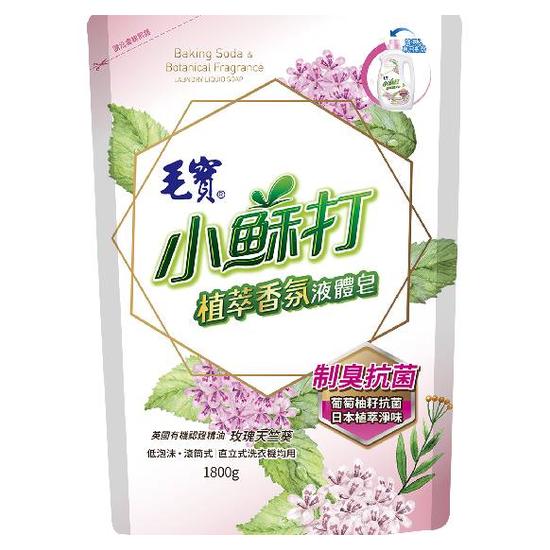 Baking Soda &
Botanical Fragrance
LAUNDRY LIQUID SOAP
毛寶®
小蘇打
植萃香氛液體皂
制臭抗菌
葡萄柚籽抗菌
日本植萃淨味
英國有機認證精油 玫瑰天竺葵
低泡沫・滾筒式 | 直立式洗衣機均用
1800g